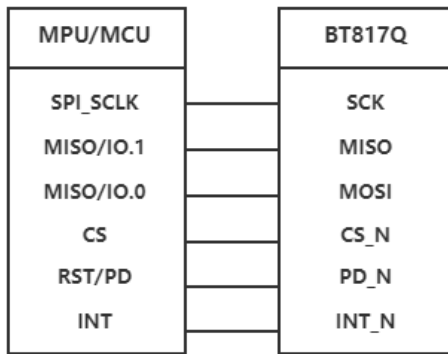 MPU/MCU BT817Q
SPI_SCLK SCK
MISO/IO.1 MISO
MISO/IO.0 MOSI
CS CS_N
RST/PD PD_N
INT INT_N